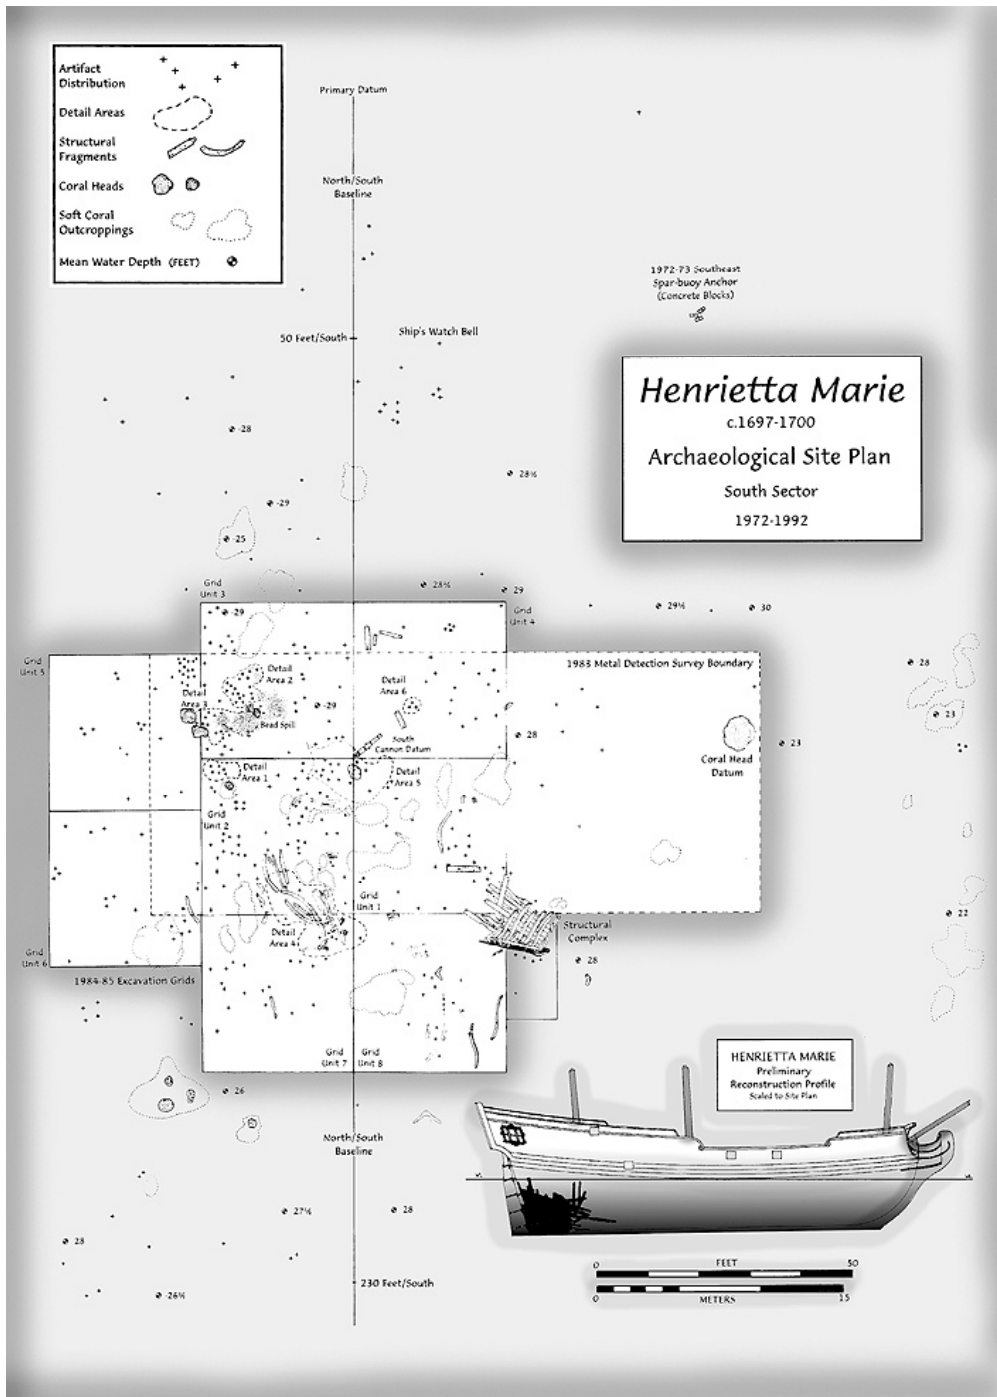 Artifact
Distribution
Detail Areas
Structural
Fragments
Coral Heads
Soft Coral
Outcroppings
Mean Water Depth (FEET)
Primary Datum
North/South
Baseline
1972-73 Southeast
Spar-buoy Anchor
(Concrete Blocks)
50 Feet/South
Ship's Watch Bell
Henrietta Marie
c.1697-1700
Archaeological Site Plan
South Sector
1972-1992
-28
28½
-29
-25
28½
29
Grid
Unit 3
-29
Grid
Unit 4
29½
30
Grid
Unit 5
1983 Metal Detection Survey Boundary
28
Detail
Area 2
Detail
Area 3
Detail
Area 6
-29
Bead Spill
23
South
Cannon Datum
28
23
Coral Head
Datum
Detail
Area 1
Detail
Area 5
Grid
Unit 2
Grid
Unit 1
22
Structural
Complex
Detail
Area 4
Grid
Unit 6
28
1984-85 Excavation Grids
Grid
Unit 7
Grid
Unit 8
26
HENRIETTA MARIE
Preliminary
Reconstruction Profile
Scaled to Site Plan
North/South
Baseline
27½
28
28
230 Feet/South
-26½
0
FEET
50
0
METERS
15